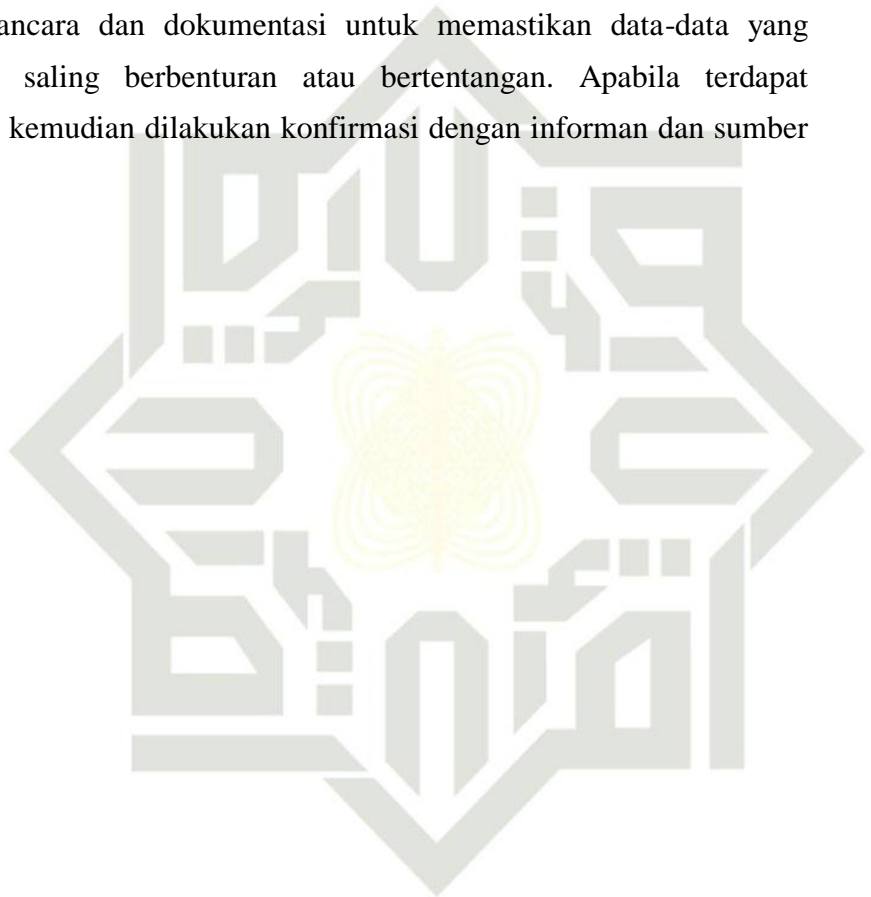 ancara dan dokumentasi untuk memastikan data-data yang
saling berbenturan atau bertentangan. Apabila terdapat
kemudian dilakukan konfirmasi dengan informan dan sumber